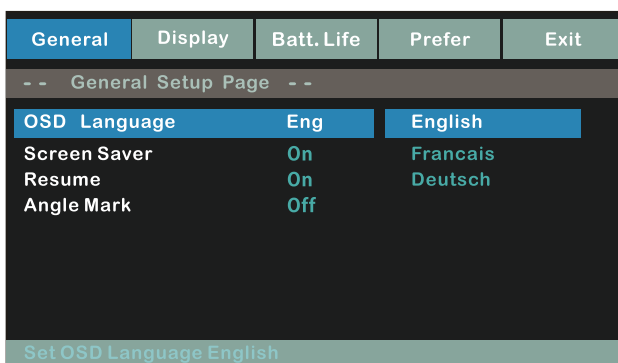 General Display Batt. Life Prefer Exit
-- General Setup Page --
OSD Language Eng English
Screen Saver On Francais
Resume On Deutsch
Angle Mark Off
Set OSD Language English